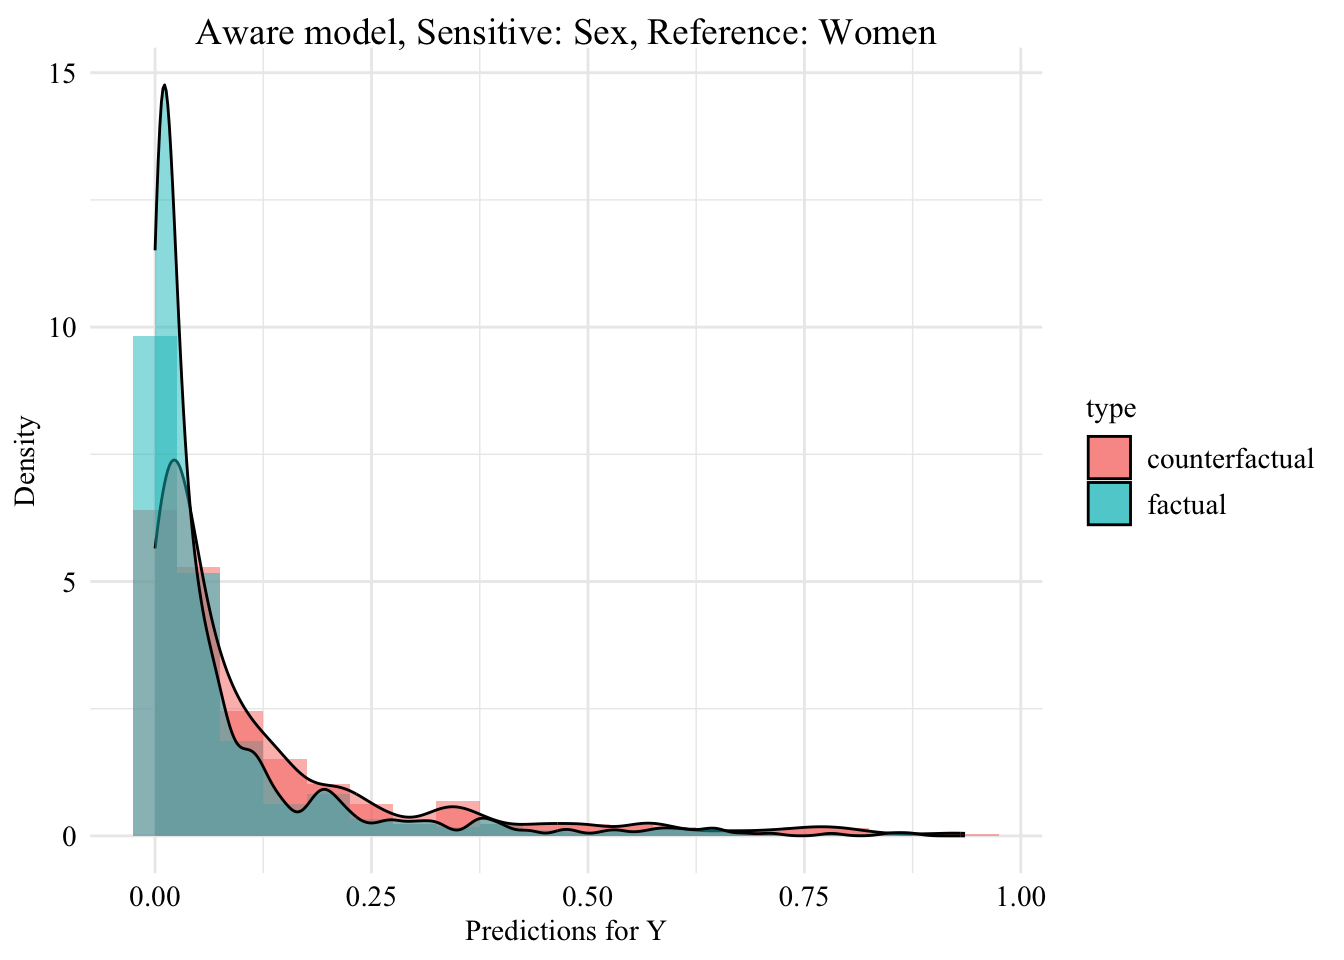 Aware model, Sensitive: Sex, Reference: Women
15
10
5
0
Density
0.00 0.25 0.50 0.75 1.00
Predictions for Y
type
counterfactual
factual